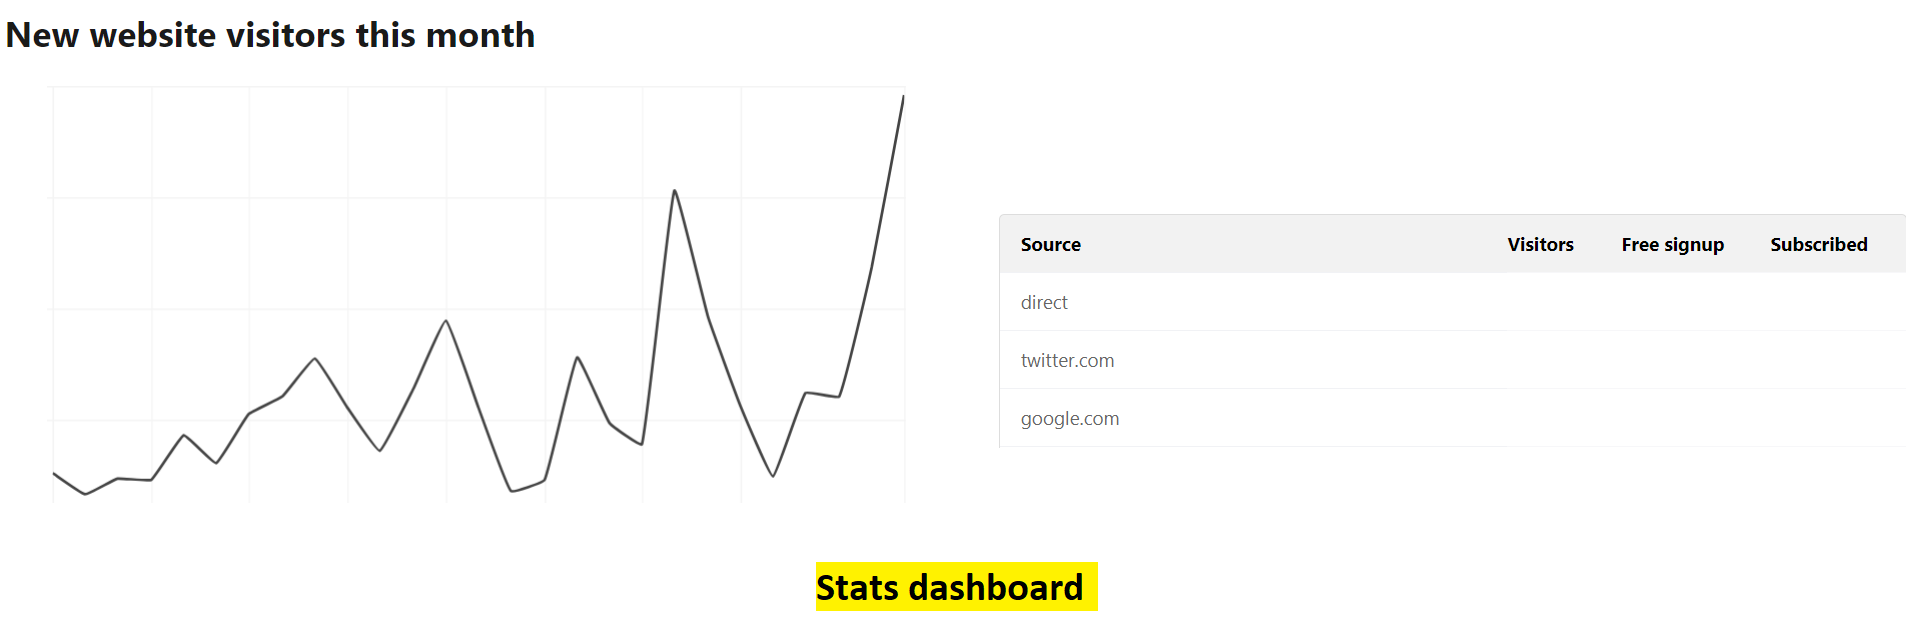 New website visitors this month
Source Visitors Free signup Subscribed
direct
twitter.com
google.com
Stats dashboard